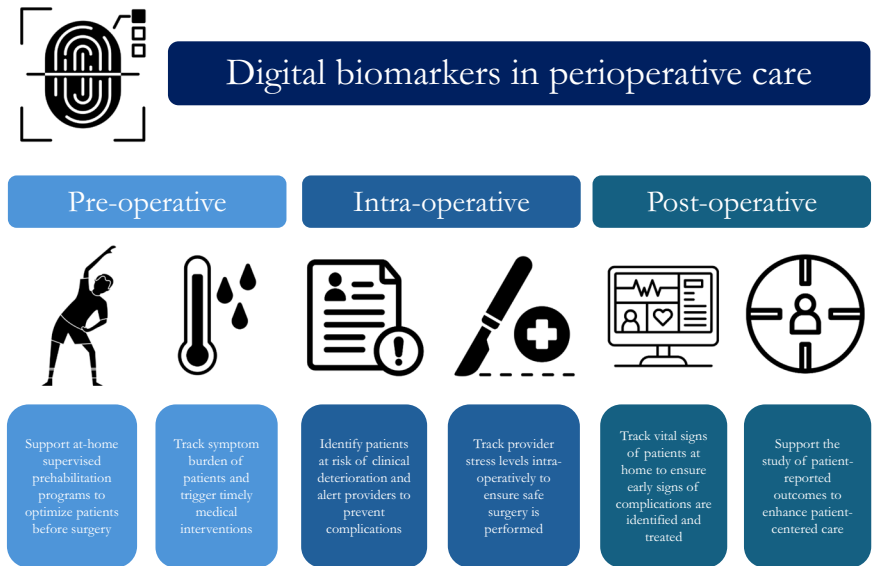 Digital biomarkers in perioperative care
Pre-operative
Intra-operative
Post-operative
Support at-home
supervised
prehabilitation
programs to
optimize patients
before surgery
Track symptom
burden of
patients and
trigger timely
medical
interventions
Identify patients
at risk of clinical
deterioration and
alert providers to
prevent
complications
Track provider
stress levels intra-
operatively to
ensure safe
surgery is
performed
Track vital signs
of patients at
home to ensure
early signs of
complications are
identified and
treated
Support the
study of patient-
reported
outcomes to
enhance patient-
centered care